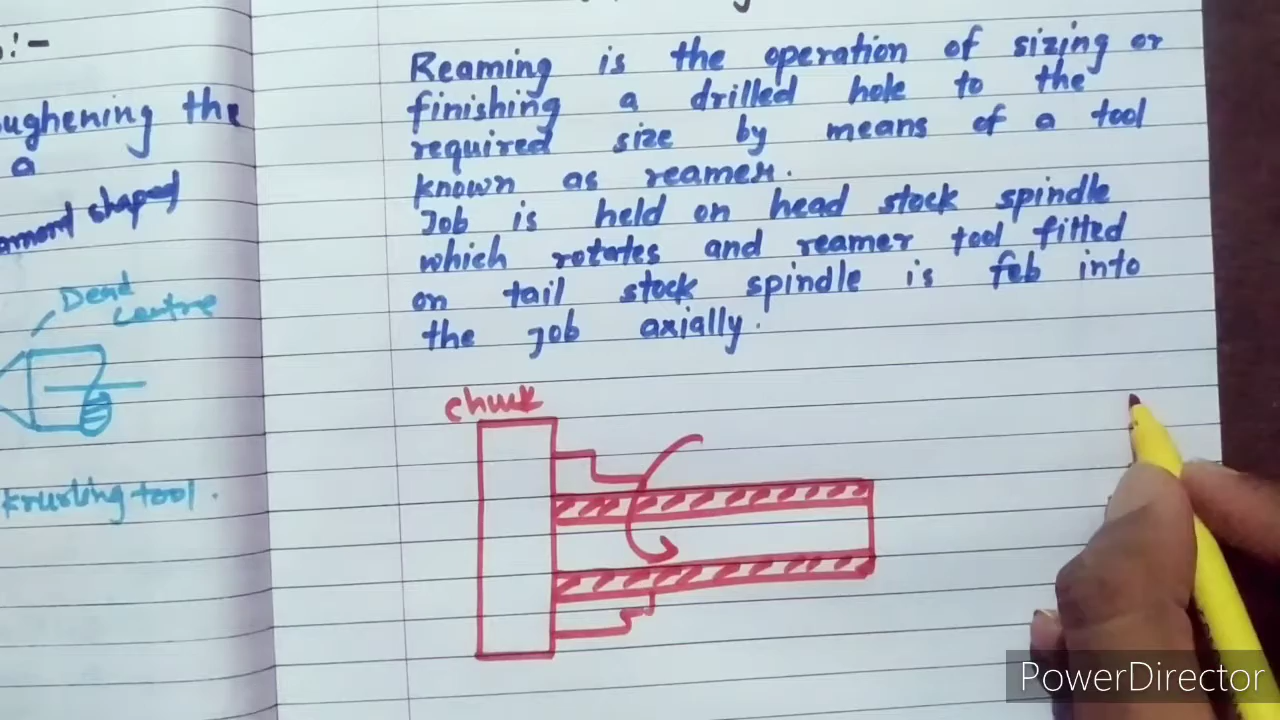 :-
ughening the
a
shaped
Dead
centre
tool.
Reaming is the operation of sizing or
finishing a drilled hole to the
required size by means of a tool
known as reamer.
Job is held on head stock spindle
which rotates and reamer tool fitted
on tail stock spindle is feb into
the job axially.
chuck
PowerDirector